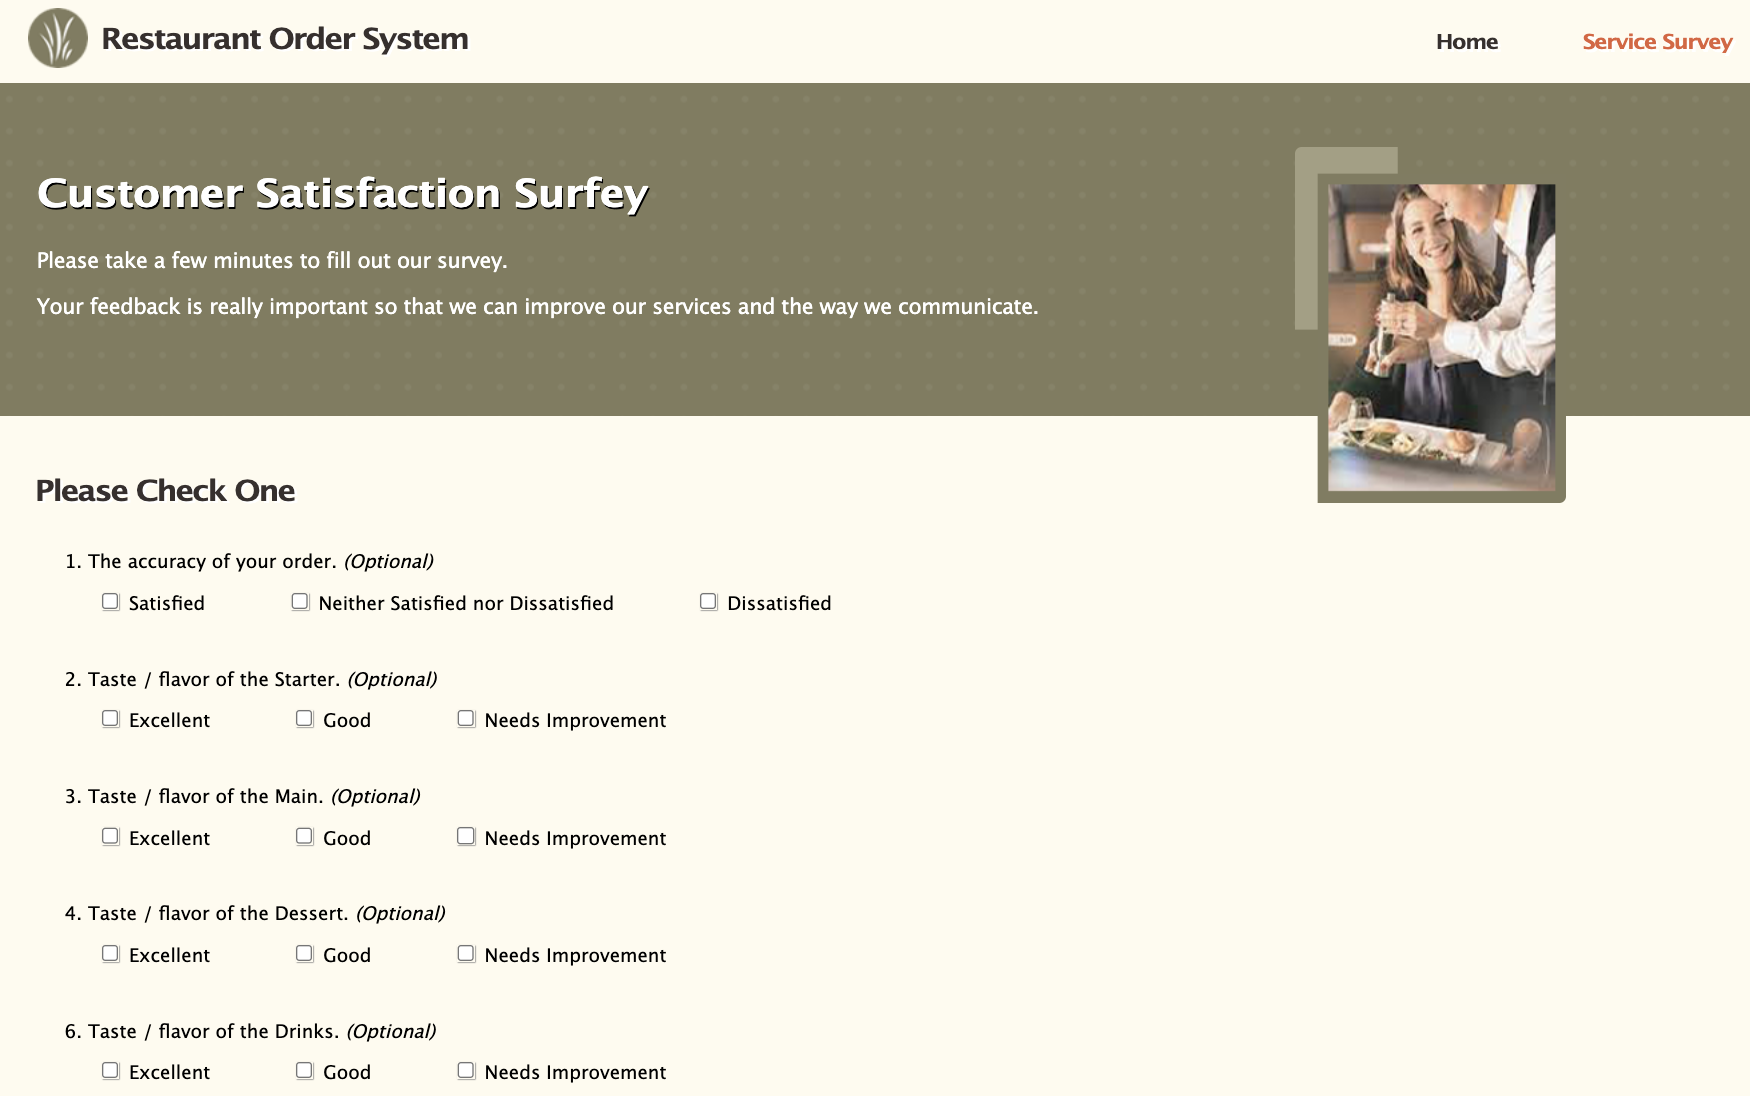 Restaurant Order System
Home
Service Survey
Customer Satisfaction Surfey
Please take a few minutes to fill out our survey.
Your feedback is really important so that we can improve our services and the way we communicate.
Please Check One
1. The accuracy of your order. (Optional)
Satisfied Neither Satisfied nor Dissatisfied Dissatisfied
2. Taste / flavor of the Starter. (Optional)
Excellent Good Needs Improvement
3. Taste / flavor of the Main. (Optional)
Excellent Good Needs Improvement
4. Taste / flavor of the Dessert. (Optional)
Excellent Good Needs Improvement
6. Taste / flavor of the Drinks. (Optional)
Excellent Good Needs Improvement